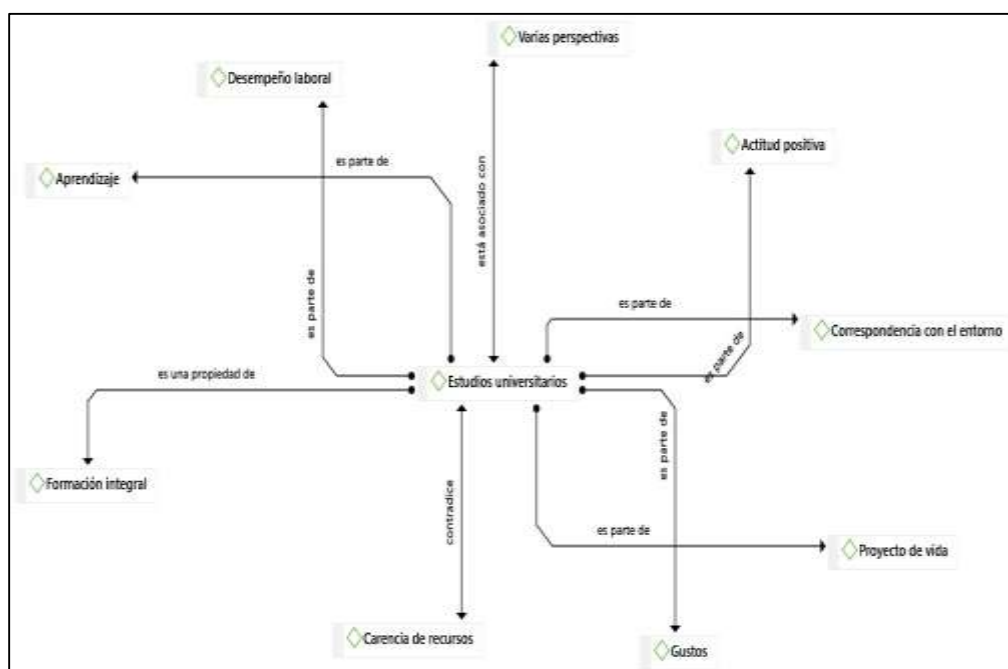 Varias perspectivas
Desempeño laboral
Actitud positiva
es parte de
Aprendizaje
está asociado con
es parte de
es parte de
Correspondencia con el entorno
es parte de
es una propiedad de
Estudios universitarios
es parte de
Formación integral
contradice
es parte de
Proyecto de vida
Carencia de recursos
Gustos